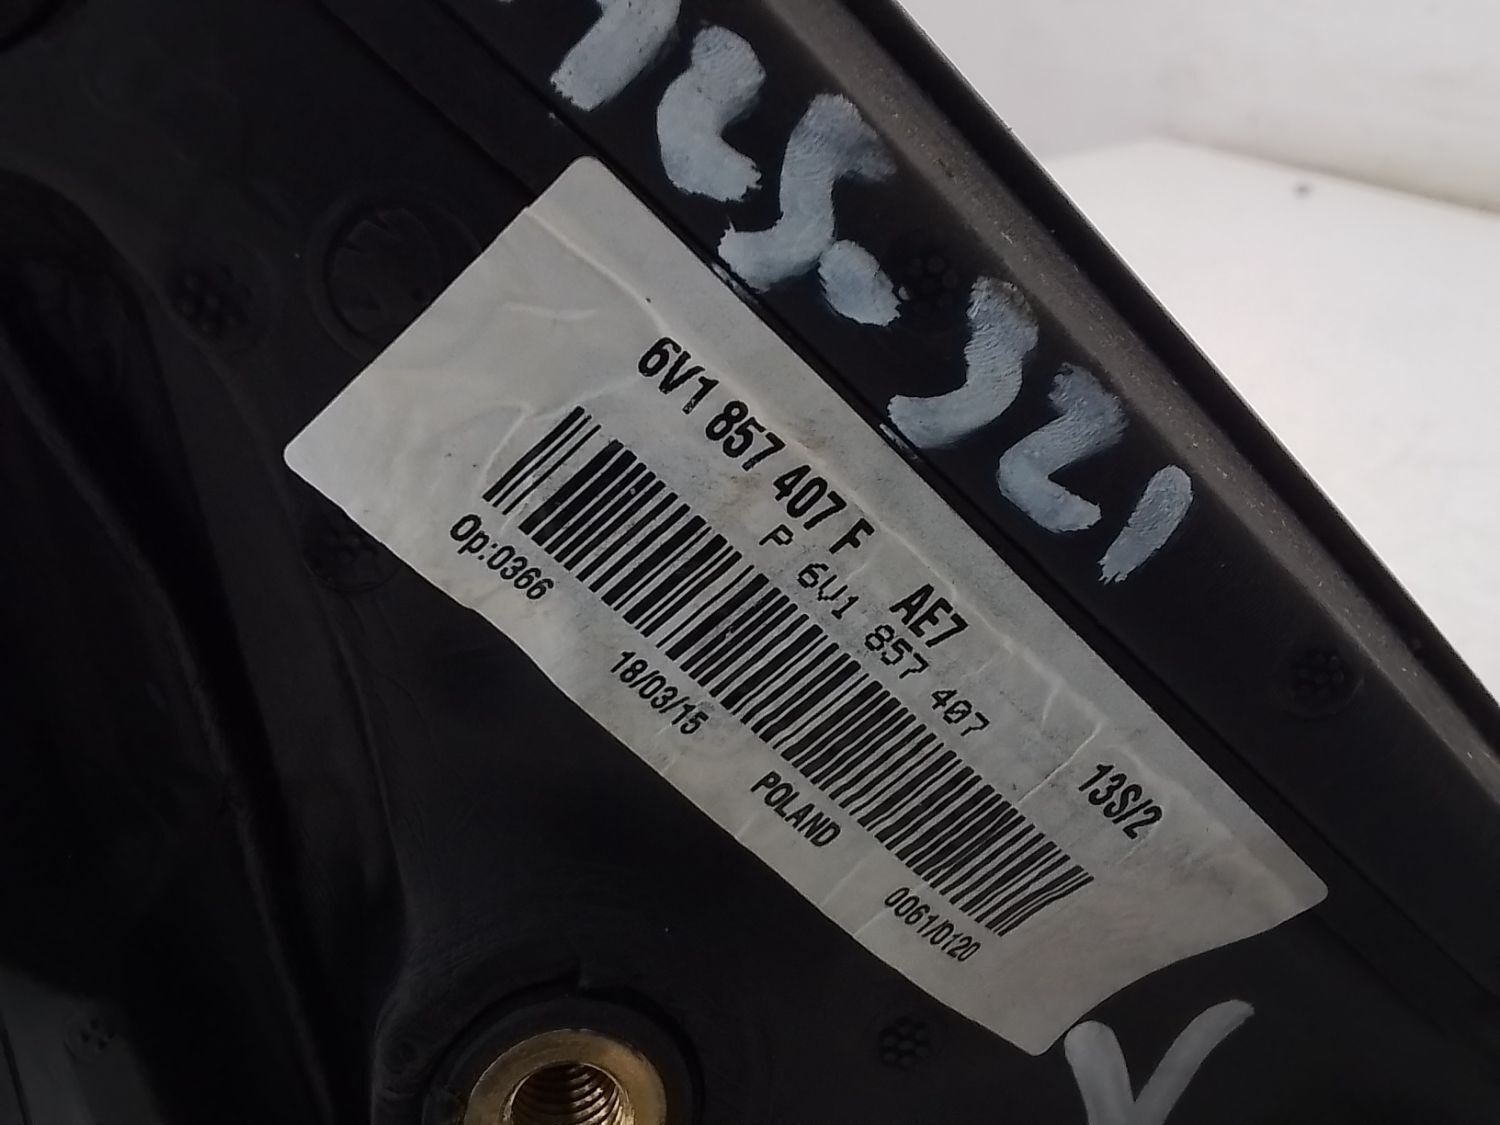 6V1 857 407 F AE7 13S/2
P 6V1 857 407
Op:0366 18/03/15 POLAND 0061/0120